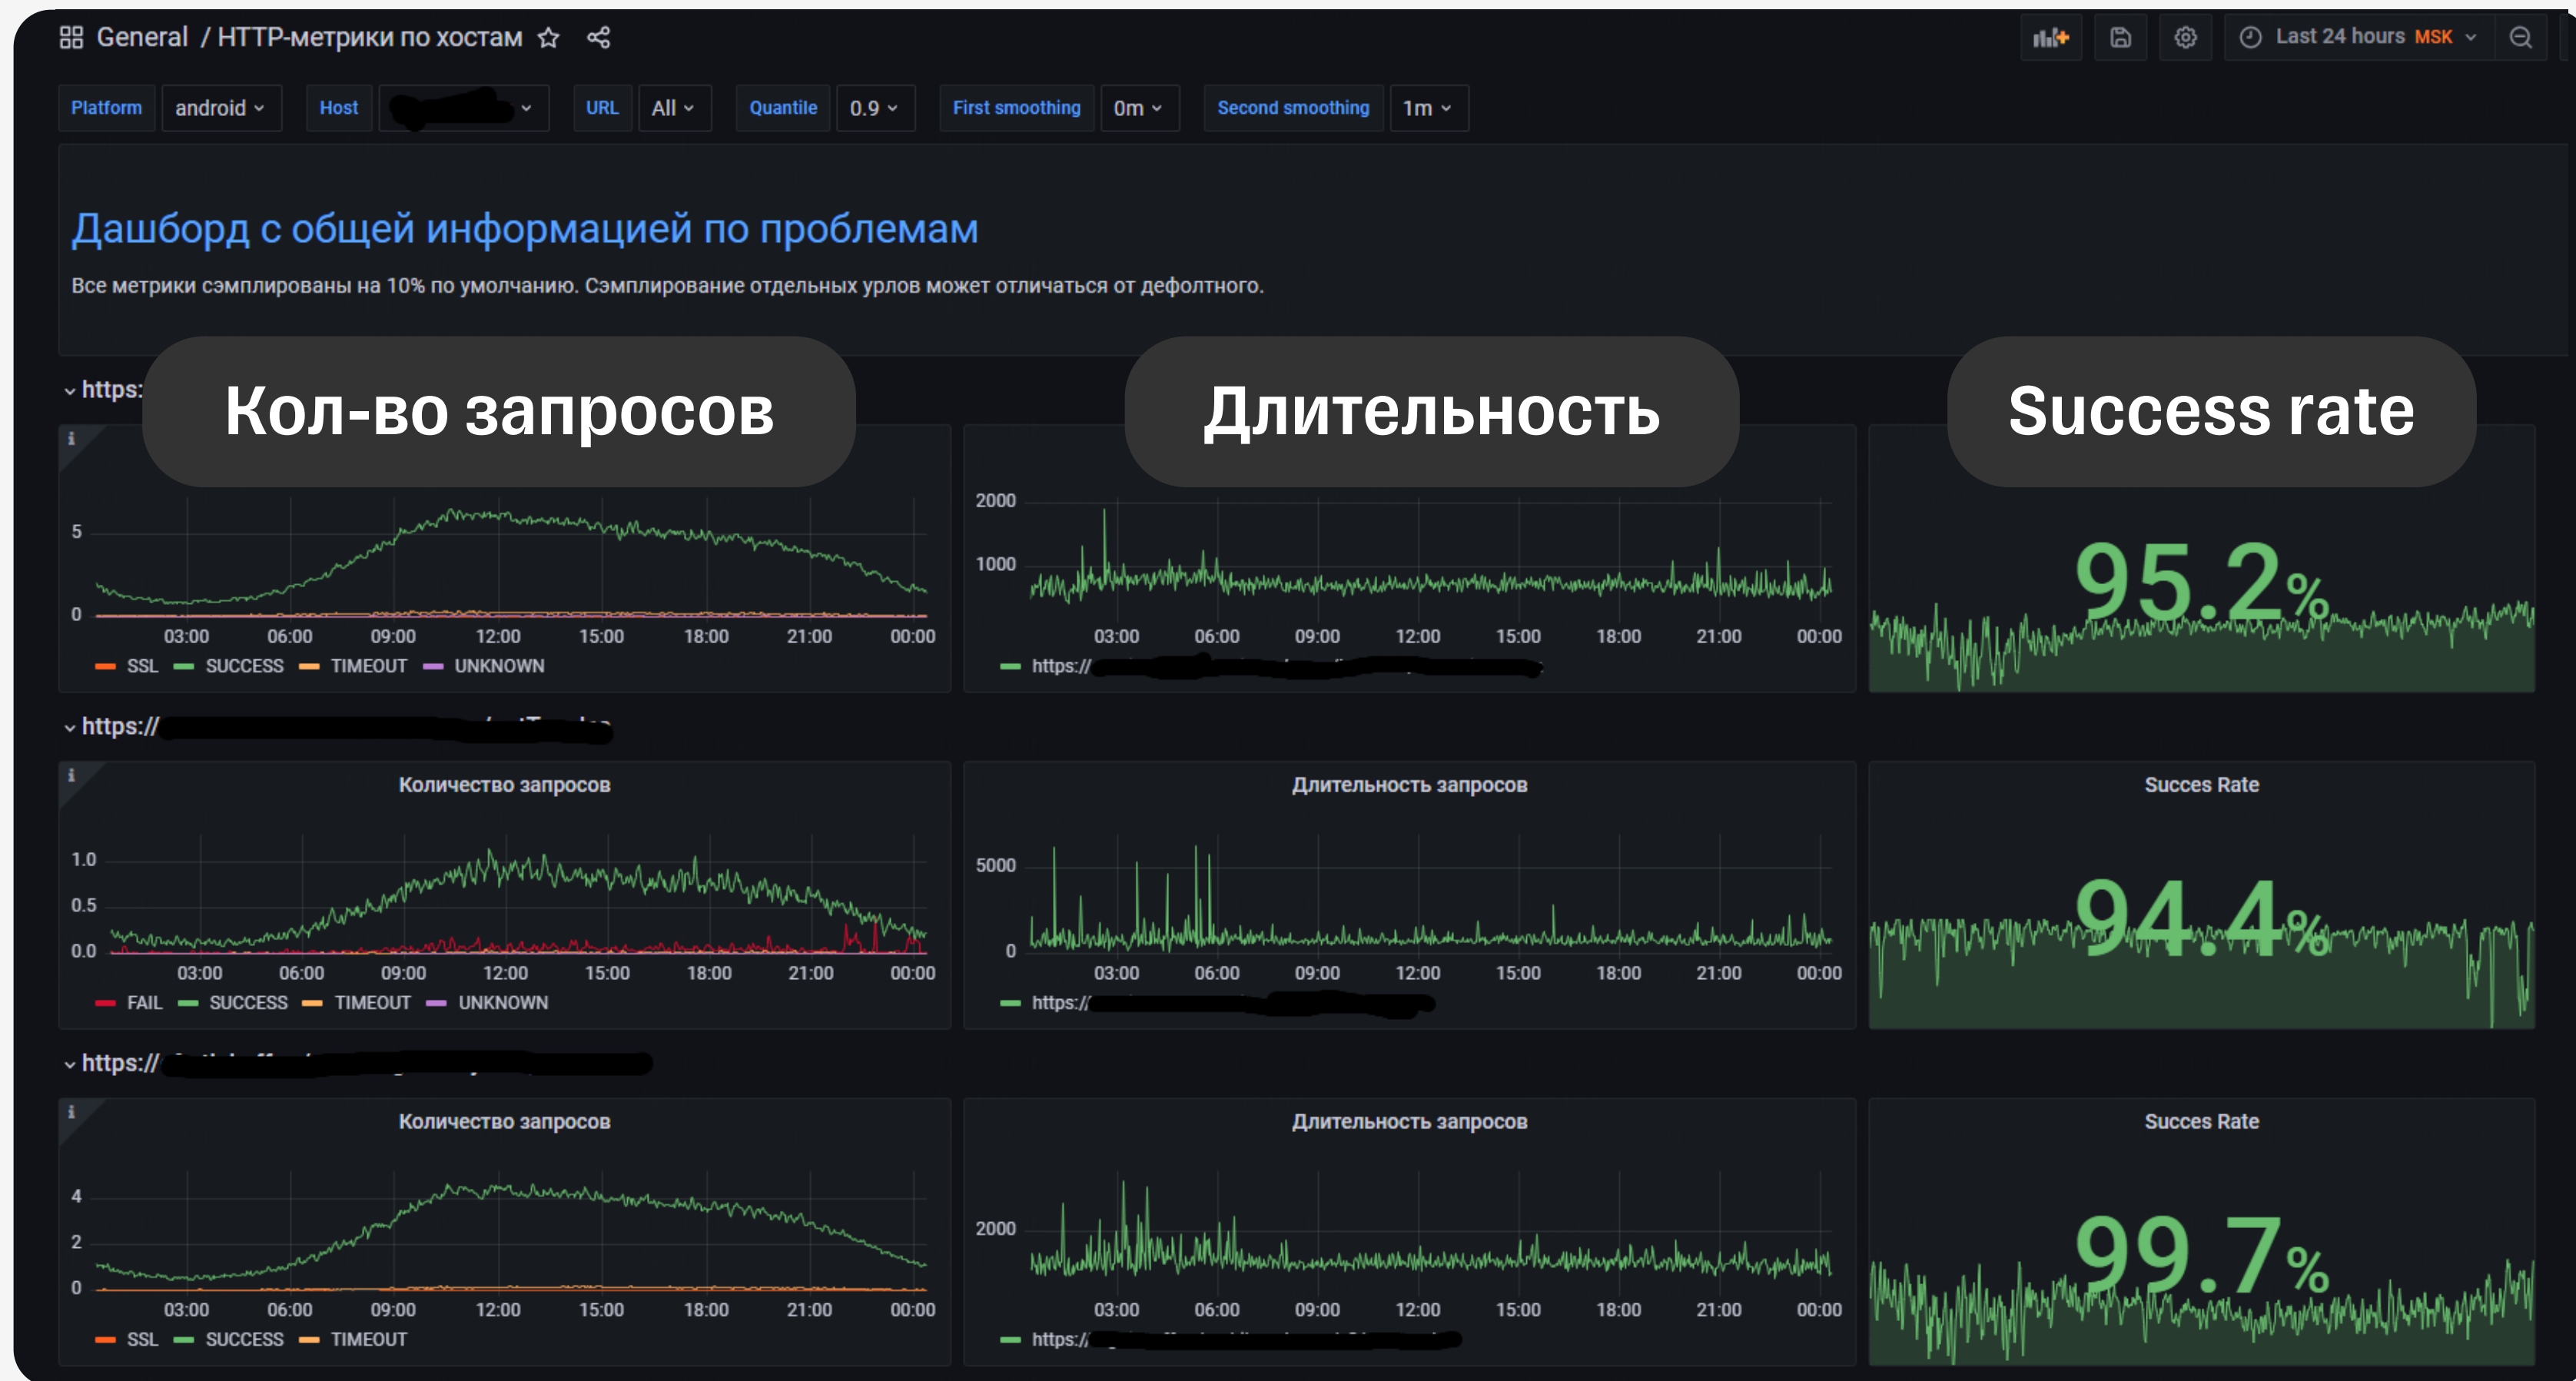 General / HTTP-метрики по хостам
Last 24 hours MSK
Platform android Host URL All Quantile 0.9 First smoothing 0m Second smoothing 1m
Дашборд с общей информацией по проблемам
Все метрики сэмплированы на 10% по умолчанию. Сэмплирование отдельных урлов может отличаться от дефолтного.
https:
Кол-во запросов
Длительность
Success rate
5
0
03:00 06:00 09:00 12:00 15:00 18:00 21:00 00:00
SSL SUCCESS TIMEOUT UNKNOWN
2000
1000
03:00 06:00 09:00 12:00 15:00 18:00 21:00 00:00
https://
95.2%
https://
Количество запросов
1.0
0.5
0.0
03:00 06:00 09:00 12:00 15:00 18:00 21:00 00:00
FAIL SUCCESS TIMEOUT UNKNOWN
Длительность запросов
5000
0
03:00 06:00 09:00 12:00 15:00 18:00 21:00 00:00
https://
Succes Rate
94.4%
https://
Количество запросов
4
2
0
03:00 06:00 09:00 12:00 15:00 18:00 21:00 00:00
SSL SUCCESS TIMEOUT
Длительность запросов
2000
03:00 06:00 09:00 12:00 15:00 18:00 21:00 00:00
https://
Succes Rate
99.7%